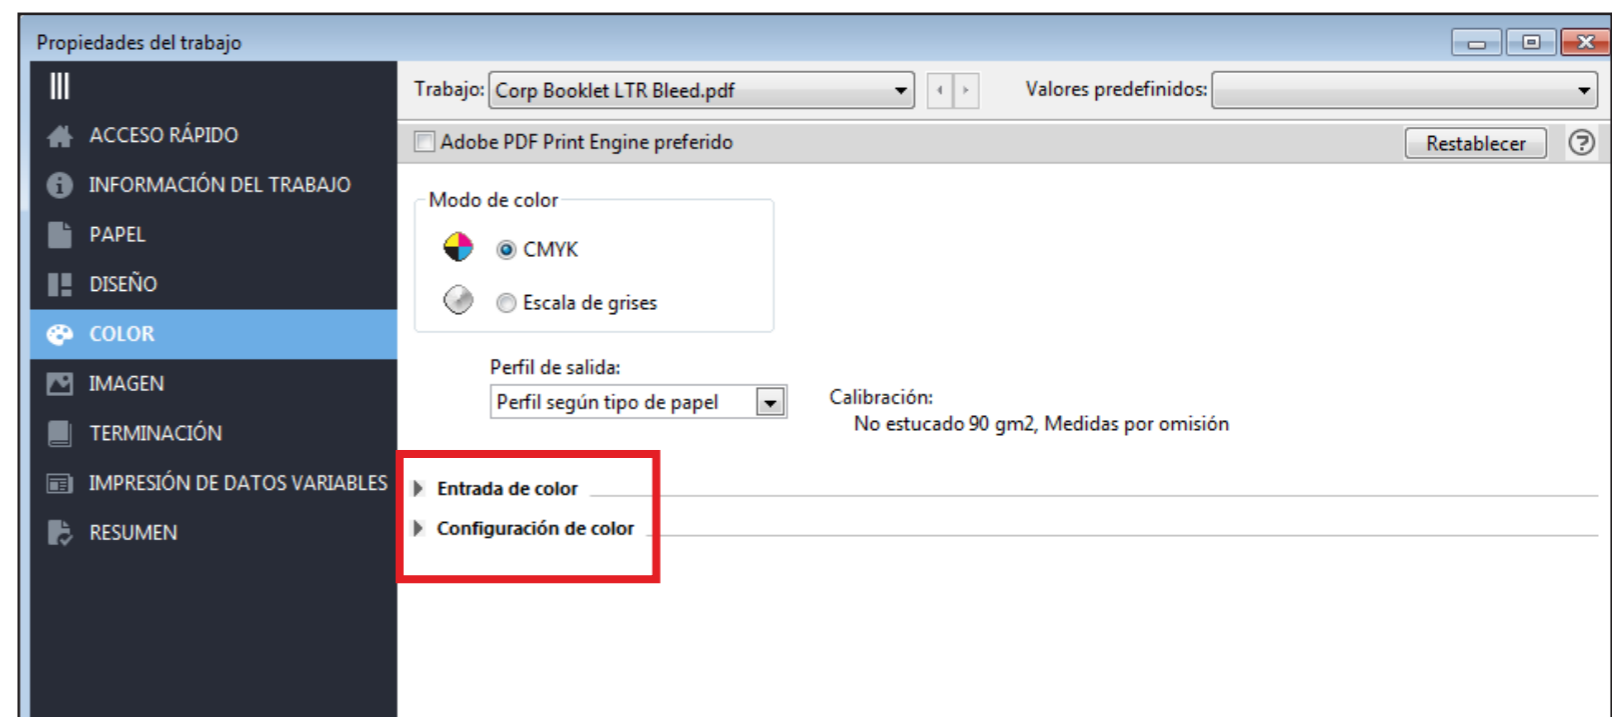 Propiedades del trabajo
Trabajo: Corp Booklet LTR Bleed.pdf Valores predefinidos:
ACCESO RÁPIDO
INFORMACIÓN DEL TRABAJO
PAPEL
DISEÑO
COLOR
IMAGEN
TERMINACIÓN
IMPRESIÓN DE DATOS VARIABLES
RESUMEN
Adobe PDF Print Engine preferido Restablecer ?
Modo de color
CMYK
Escala de grises
Perfil de salida:
Perfil según tipo de papel
Calibración:
No estucado 90 gm2, Medidas por omisión
Entrada de color
Configuración de color